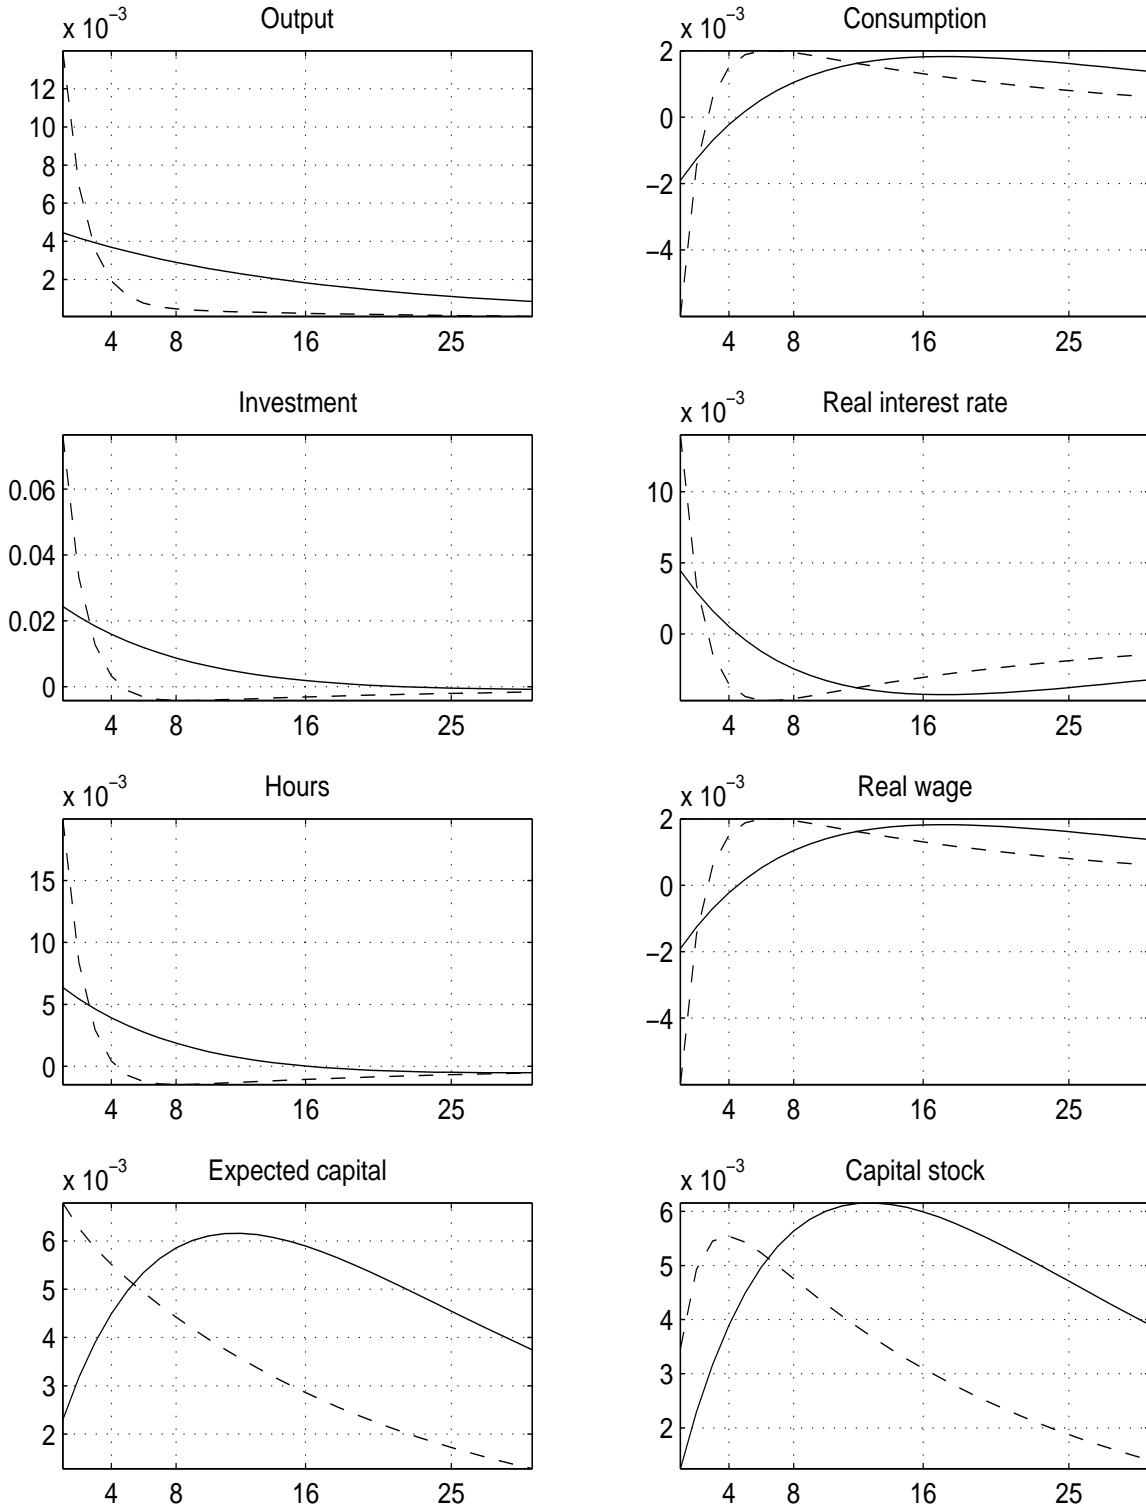 x 10⁻³
Output
12
10
8
6
4
2
4 8 16 25
x 10⁻³
Consumption
2
0
−2
−4
4 8 16 25
Investment
0.06
0.04
0.02
0
4 8 16 25
x 10⁻³
Real interest rate
10
5
0
4 8 16 25
x 10⁻³
Hours
15
10
5
0
4 8 16 25
x 10⁻³
Real wage
2
0
−2
−4
4 8 16 25
x 10⁻³
Expected capital
6
5
4
3
2
4 8 16 25
x 10⁻³
Capital stock
6
5
4
3
2
4 8 16 25